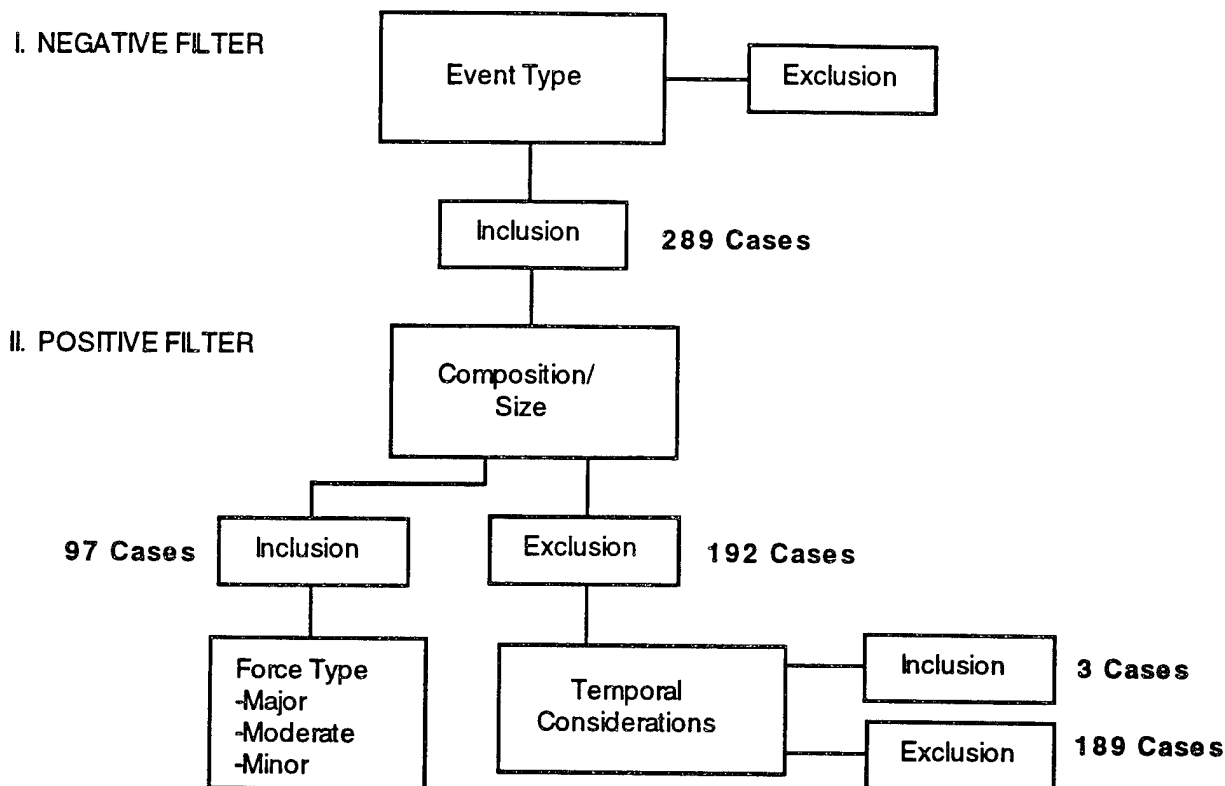 I. NEGATIVE FILTER
Event Type
Exclusion
Inclusion
289 Cases
II. POSITIVE FILTER
Composition/
Size
97 Cases
Inclusion
Exclusion
192 Cases
Force Type
-Major
-Moderate
-Minor
Temporal
Considerations
Inclusion
3 Cases
Exclusion
189 Cases